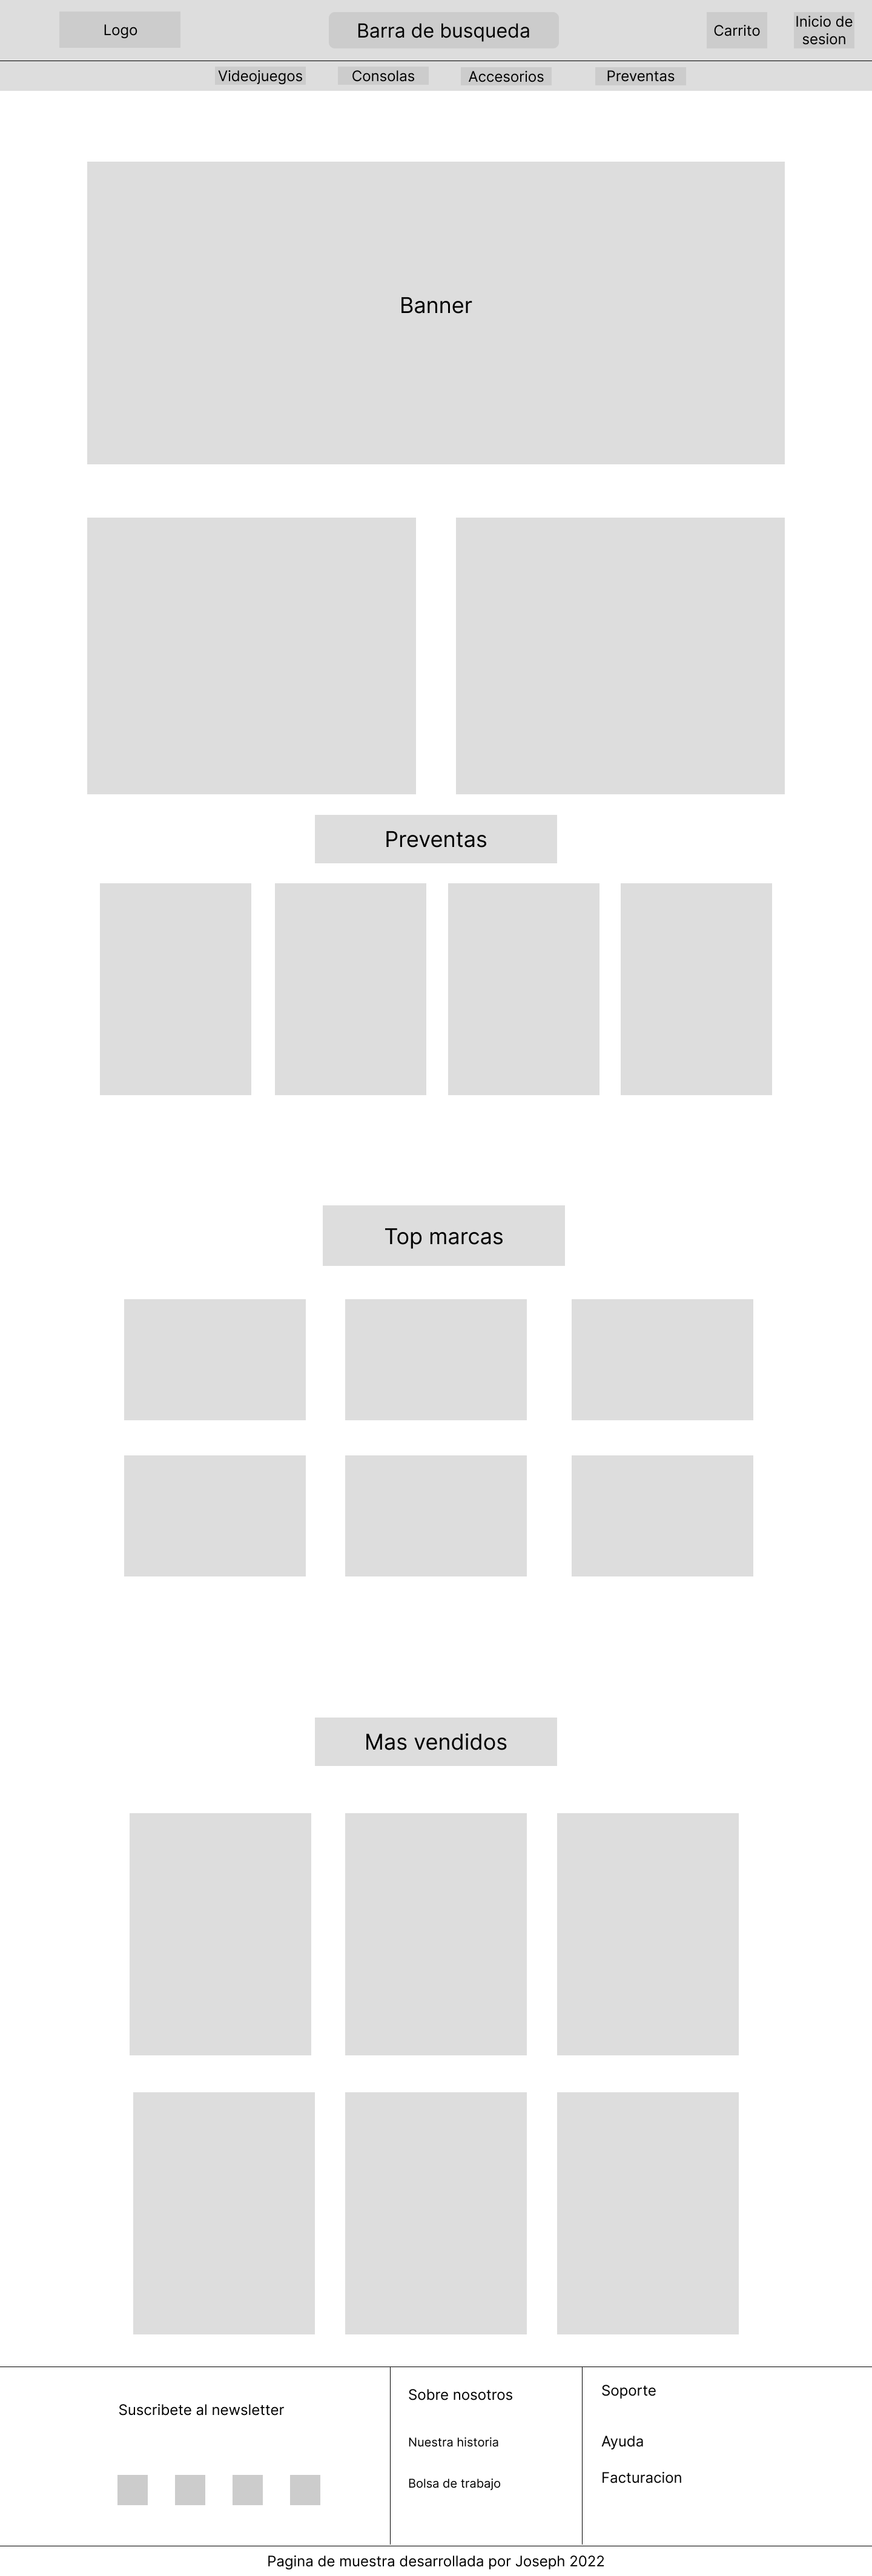 Logo
Barra de busqueda
Carrito
Inicio de
sesion
Videojuegos
Consolas
Accesorios
Preventas
Banner
Preventas
Top marcas
Mas vendidos
Suscribete al newsletter
Sobre nosotros
Nuestra historia
Bolsa de trabajo
Soporte
Ayuda
Facturacion
Pagina de muestra desarrollada por Joseph 2022